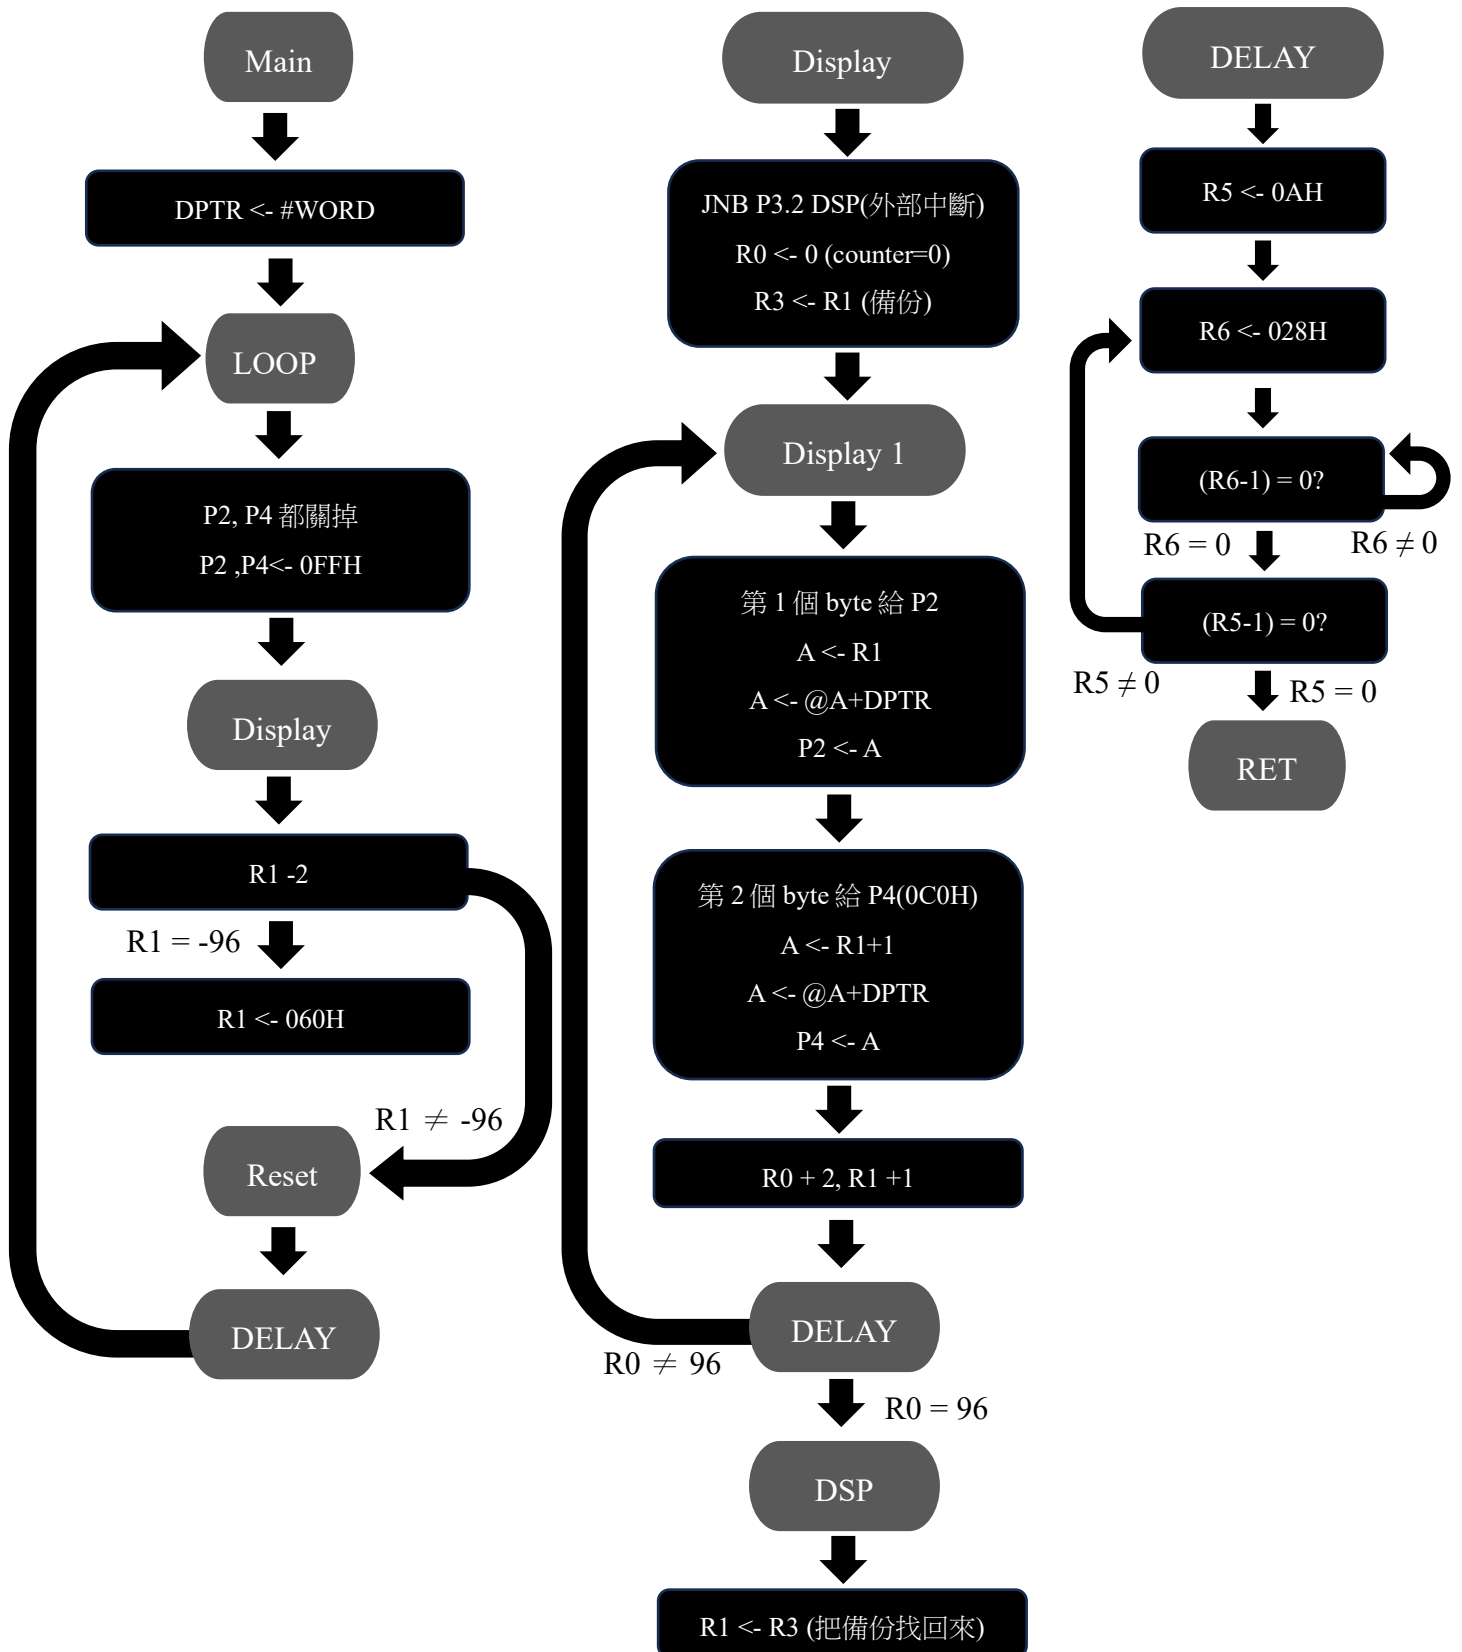 Main
DPTR <- #WORD
LOOP
P2, P4 都關掉
P2 ,P4<- 0FFH
Display
R1 -2
R1 = -96
R1 <- 060H
R1 ≠ -96
Reset
DELAY
Display
JNB P3.2 DSP(外部中斷)
R0 <- 0 (counter=0)
R3 <- R1 (備份)
Display 1
第 1 個 byte 給 P2
A <- R1
A <- @A+DPTR
P2 <- A
第 2 個 byte 給 P4(0C0H)
A <- R1+1
A <- @A+DPTR
P4 <- A
R0 + 2, R1 +1
DELAY
R0 ≠ 96
R0 = 96
DSP
R1 <- R3 (把備份找回來)
DELAY
R5 <- 0AH
R6 <- 028H
(R6-1) = 0?
R6 = 0
R6 ≠ 0
(R5-1) = 0?
R5 ≠ 0
R5 = 0
RET